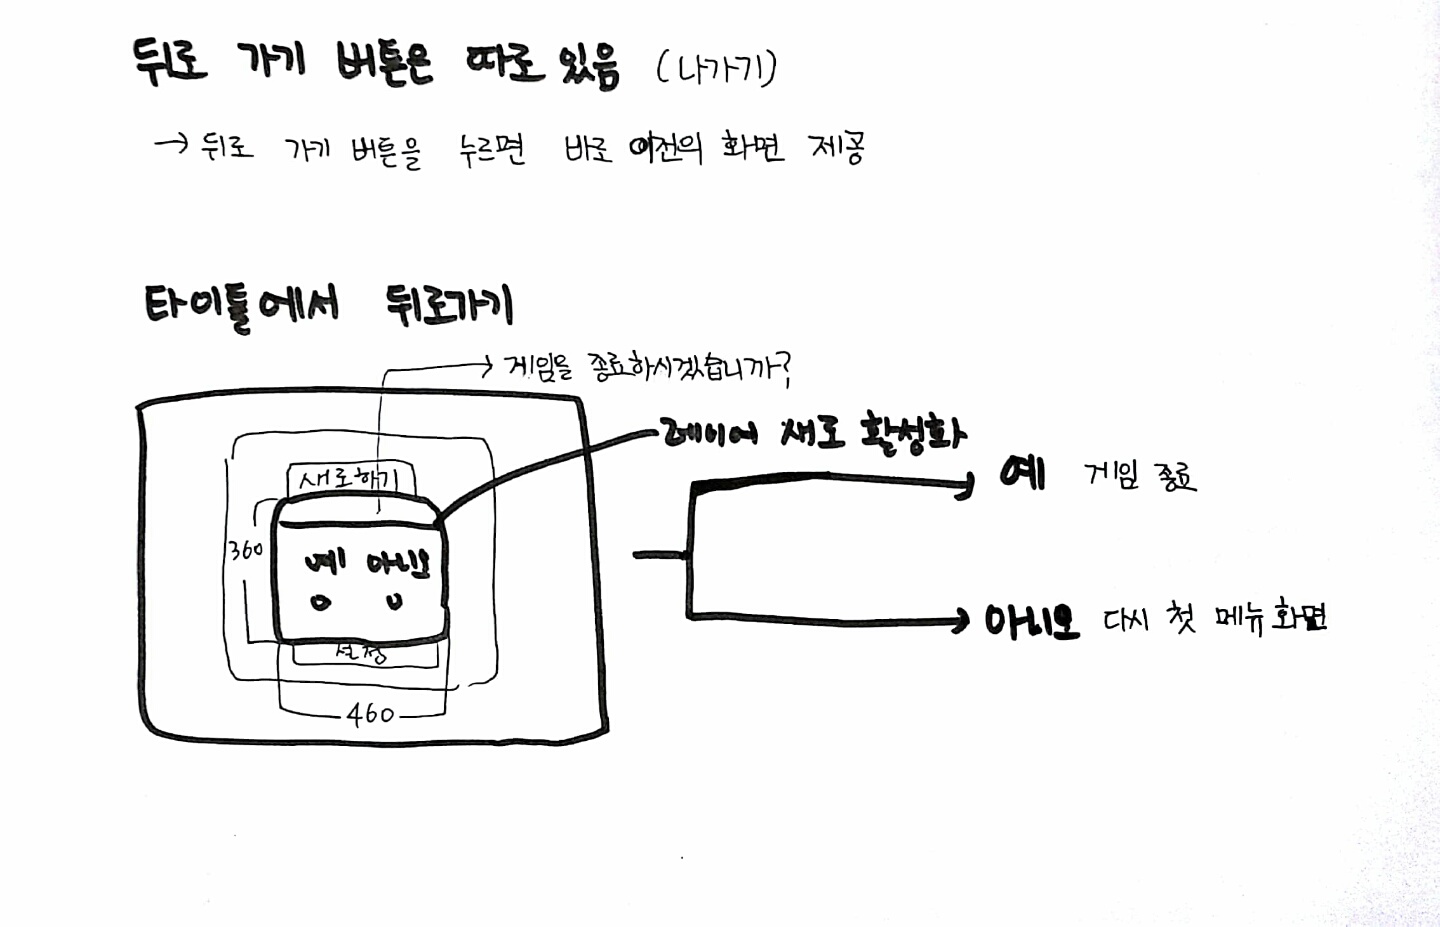 뒤로 가기 버튼은 따로 있음 (나가기)
→ 뒤로 가기 버튼을 누르면 바로 이전의 화면 제공
타이틀에서 뒤로가기
게임을 종료하시겠습니까?
레이어 새로 활성화
새로하기
예 게임 종료
360
예 아니오
아니오 다시 첫 메뉴 화면
설정
460